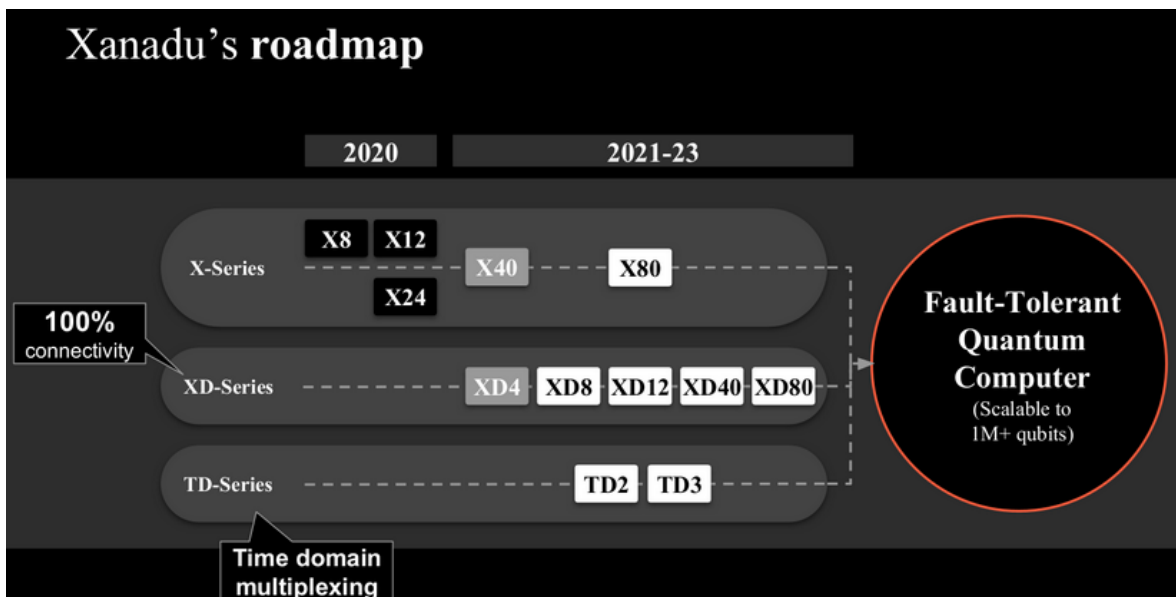 Xanadu's roadmap
2020
2021-23
X-Series
X8
X12
X24
X40
X80
100%
connectivity
XD-Series
XD4
XD8
XD12
XD40
XD80
TD-Series
TD2
TD3
Time domain
multiplexing
Fault-Tolerant
Quantum
Computer
(Scalable to
1M+ qubits)